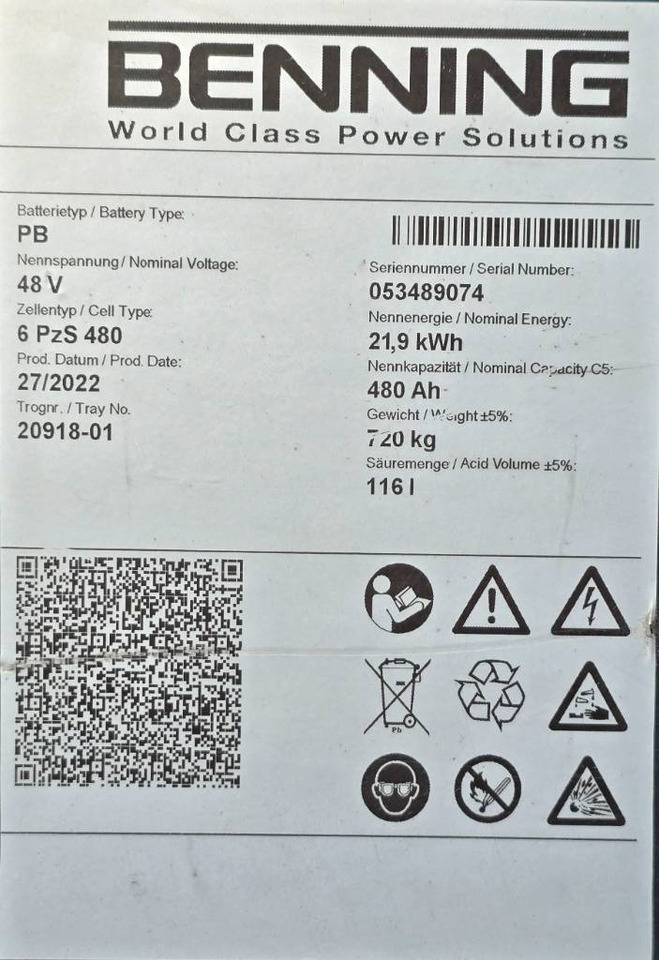 BENNING
World Class Power Solutions
Batterietyp / Battery Type:
PB
Nennspannung / Nominal Voltage:
48 V
Zellentyp / Cell Type:
6 PzS 480
Prod. Datum / Prod. Date:
27/2022
Trognr. / Tray No.
20918-01
Seriennummer / Serial Number:
053489074
Nennenergie / Nominal Energy:
21,9 kWh
Nennkapazität / Nominal Capacity C5:
480 Ah
Gewicht / Weight ±5%:
720 kg
Säuremenge / Acid Volume ±5%:
116 l
Pb